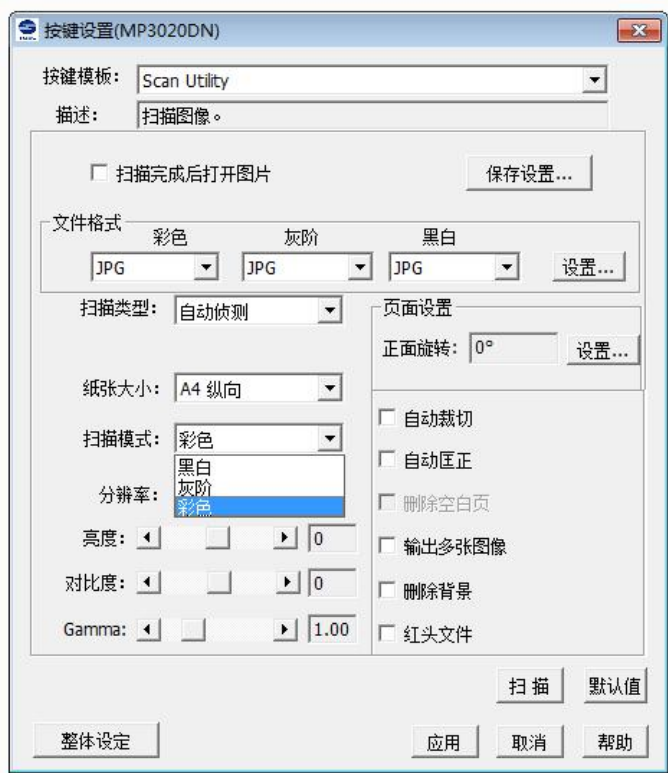 按键设置(MP3020DN)
按键模板： Scan Utility
描述： 扫描图像。
扫描完成后打开图片 保存设置...
文件格式
彩色 灰阶 黑白
JPG JPG JPG 设置...
扫描类型： 自动侦测
页面设置
正面旋转： 0° 设置...
纸张大小： A4 纵向
自动裁切
扫描模式： 彩色
黑白
灰阶
彩色
自动匡正
分辨率：
删除空白页
亮度： 0
输出多张图像
对比度： 0
删除背景
Gamma: 1.00
红头文件
扫 描 默认值
整体设定 应用 取消 帮助